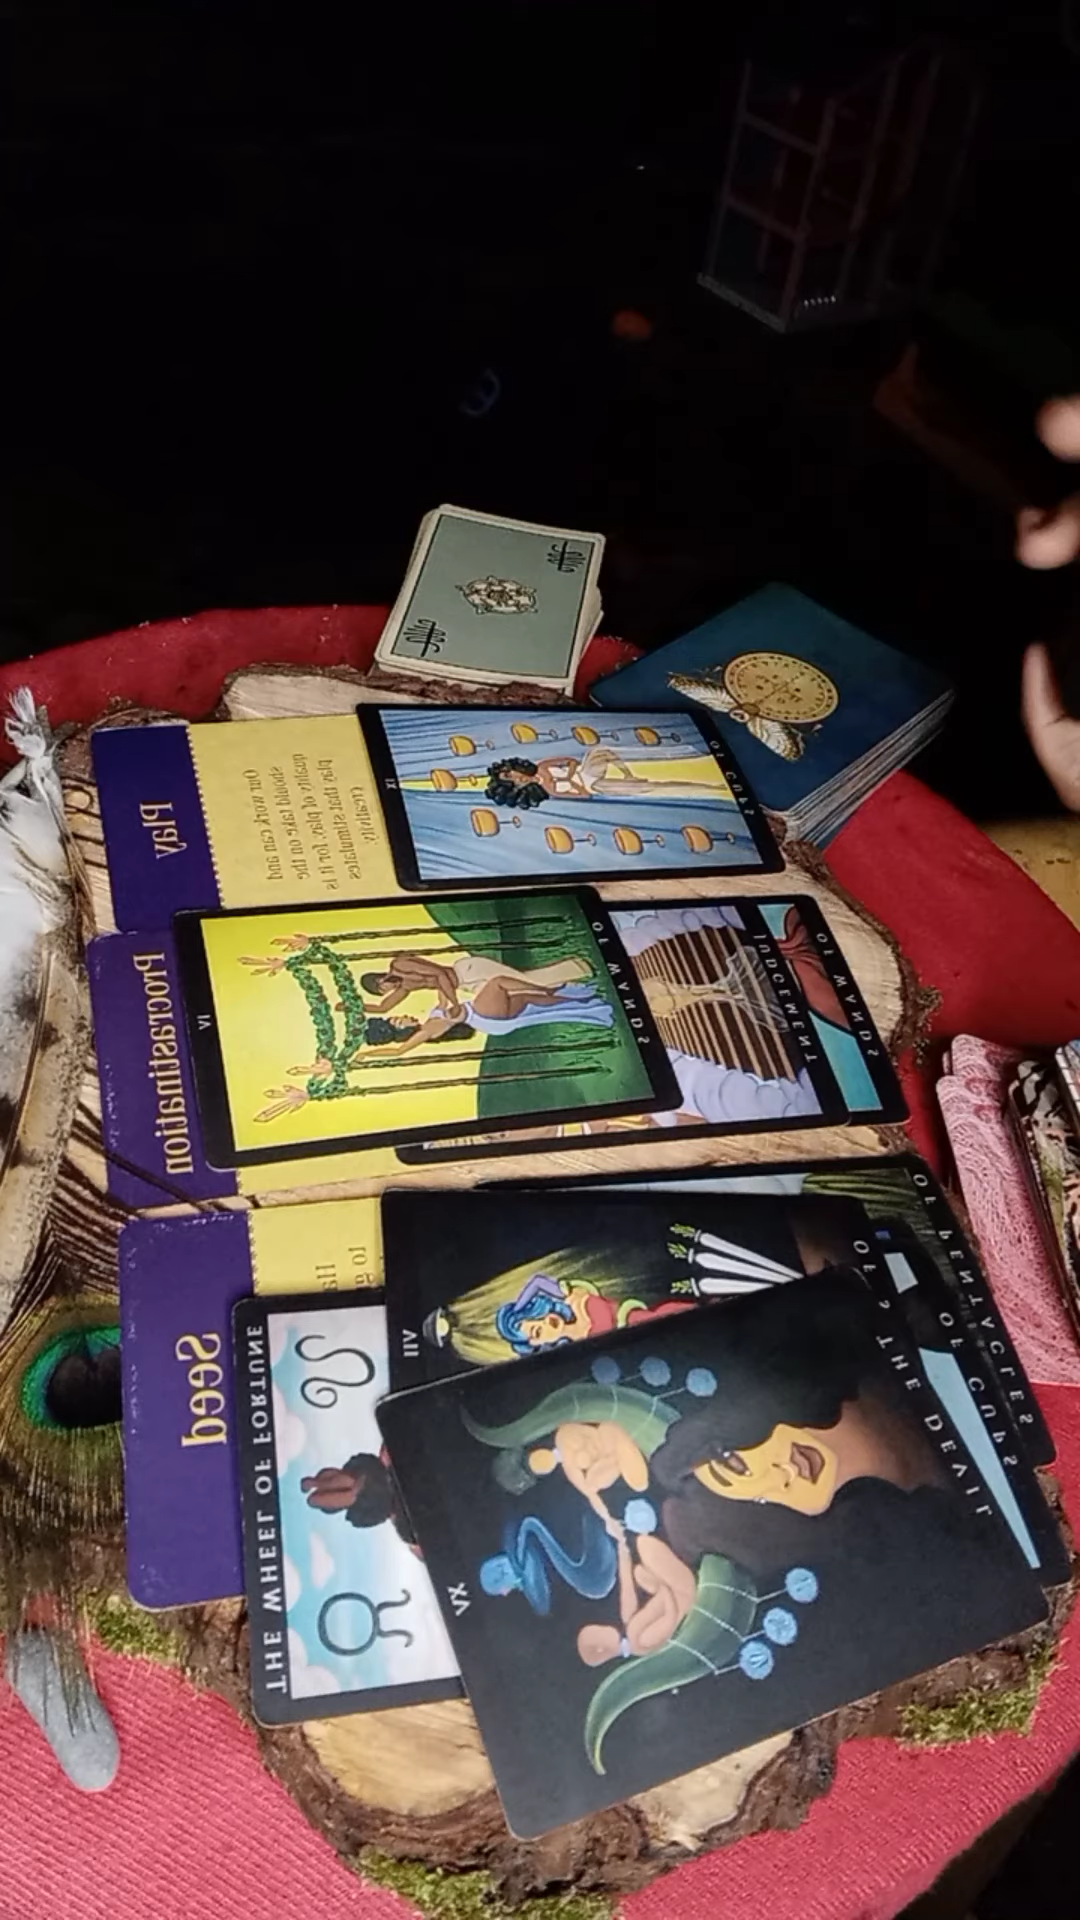 Play
Our work can and
should take on the
quality of play, for it is
play that stimulates
creativity.
IX
OF CUPS
Procrastination
IV
OF WANDS
JUDGEMENT
OF WANDS
Seed
to g
THE WHEEL OF FORTUNE
VII
OF
OF PENTACLES
OF CUPS
XV
THE DEVIL